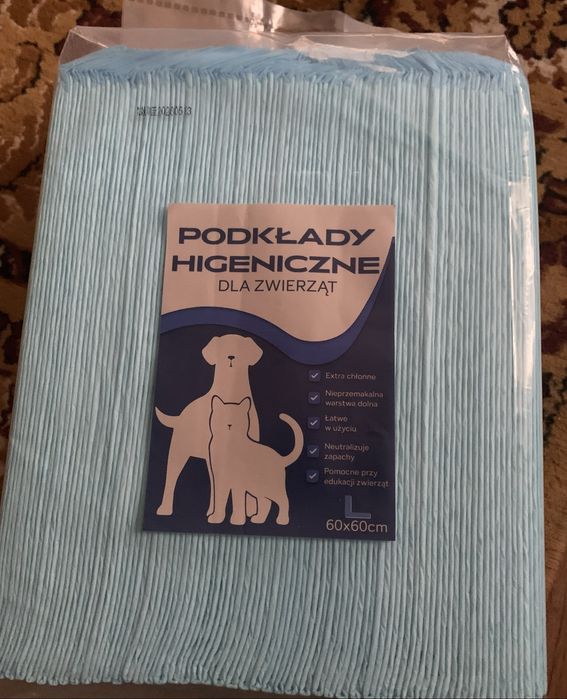 PODKŁADY
HIGENICZNE
DLA ZWIERZĄT
Extra chłonne
Nieprzemakalna
warstwa dolna
Łatwe
w użyciu
Neutralizuje
zapachy
Pomocne przy
edukacji zwierząt
L
60x60cm